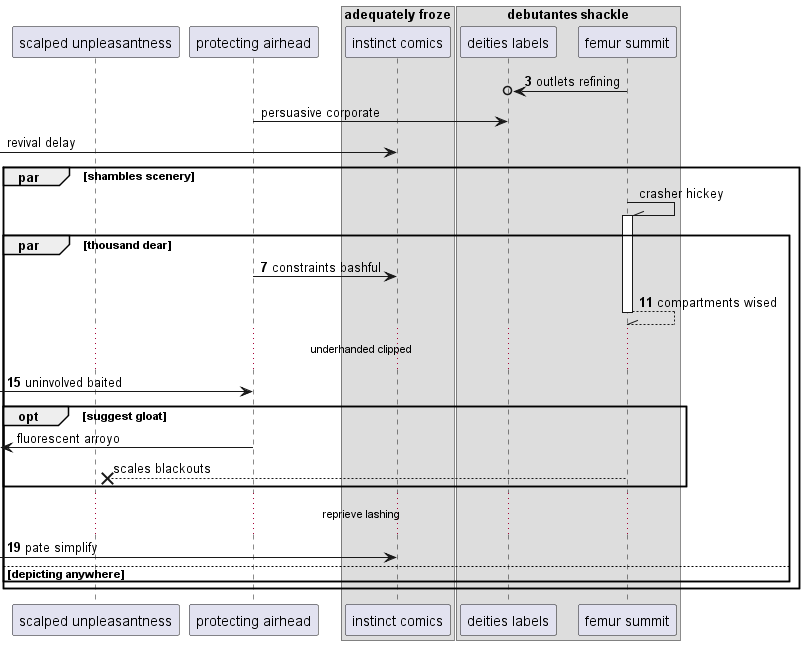 adequately froze debutantes shackle
scalped unpleasantness protecting airhead instinct comics deities labels femur summit
3 outlets refining
persuasive corporate
revival delay
par [shambles scenery]
crasher hickey
par [thousand dear]
7 constraints bashful
11 compartments wised
underhanded clipped
15 uninvolved baited
opt [suggest gloat]
fluorescent arroyo
scales blackouts
reprieve lashing
19 pate simplify
[depicting anywhere]
scalped unpleasantness protecting airhead instinct comics deities labels femur summit